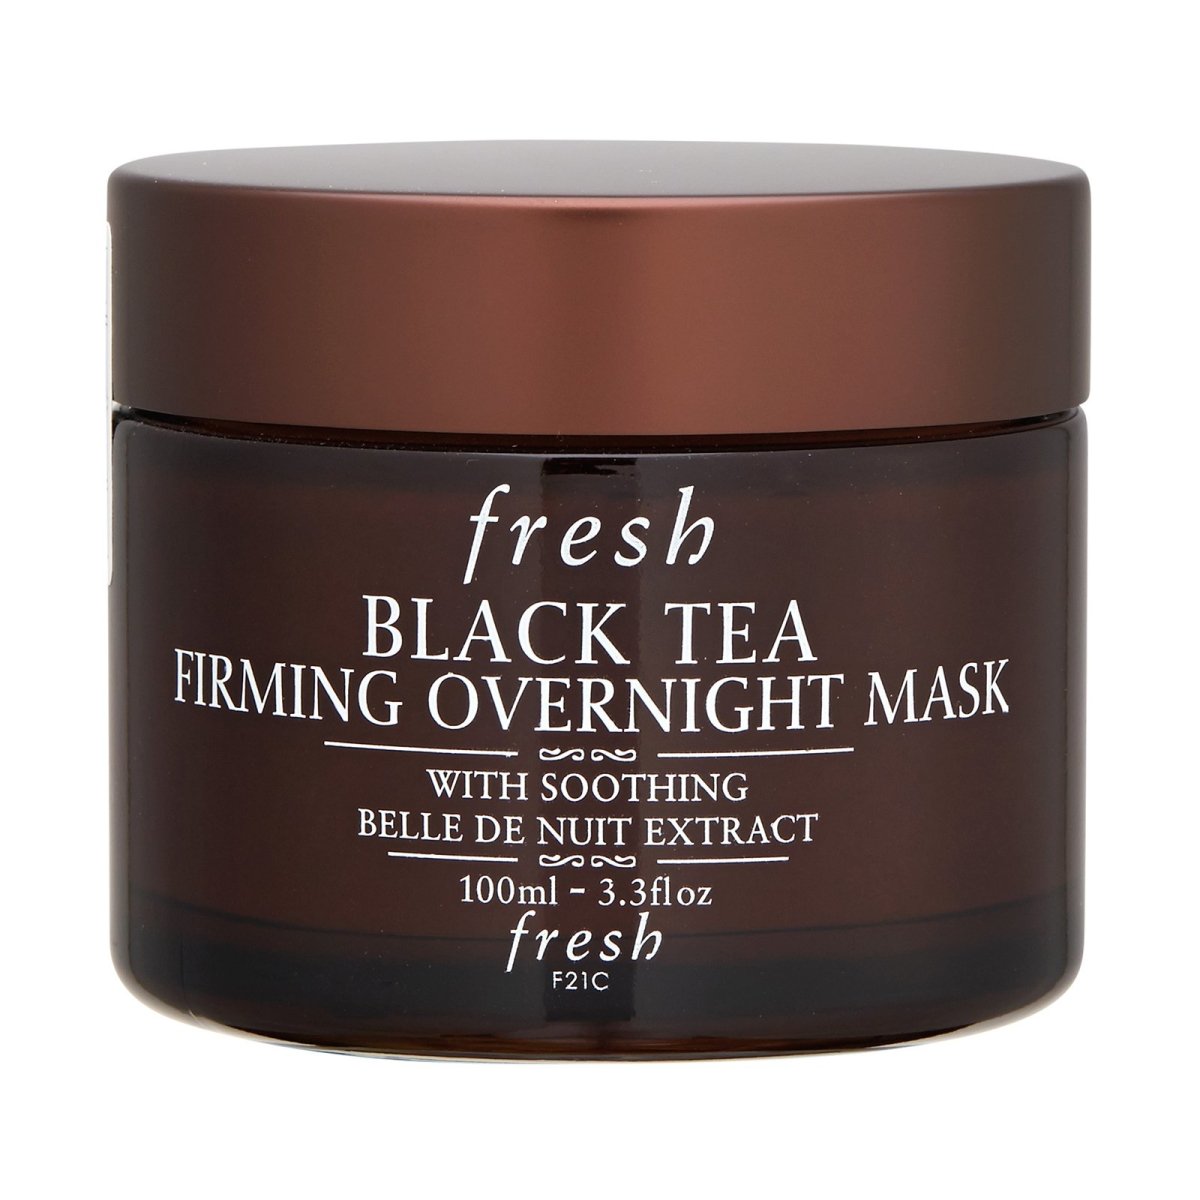 fresh
BLACK TEA
FIRMING OVERNIGHT MASK
WITH SOOTHING
BELLE DE NUIT EXTRACT
100ml - 3.3fl oz
fresh
F21C